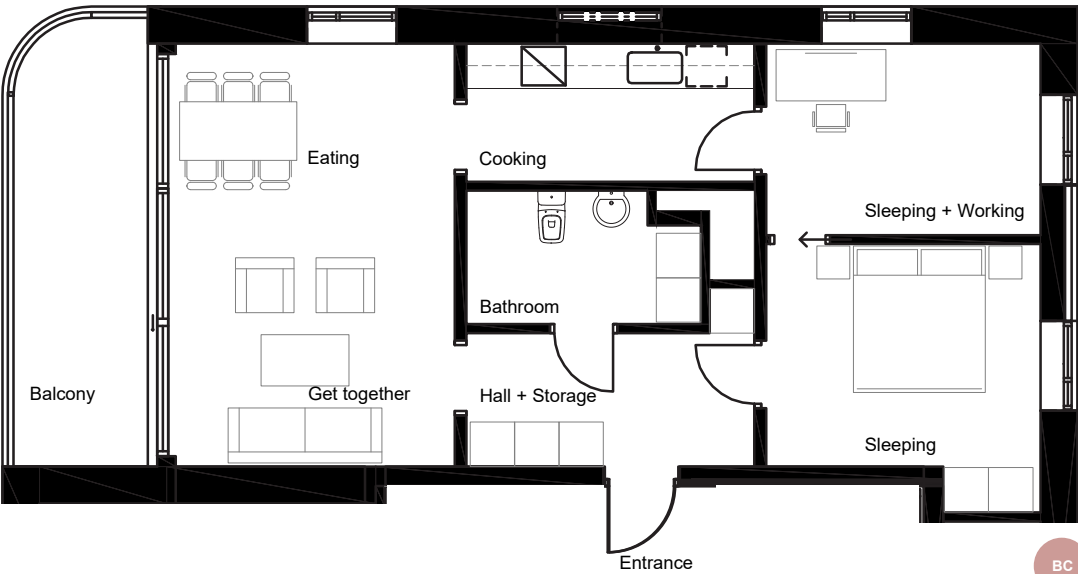 Eating
Cooking
Sleeping + Working
Bathroom
Balcony
Get together
Hall + Storage
Sleeping
Entrance
BC